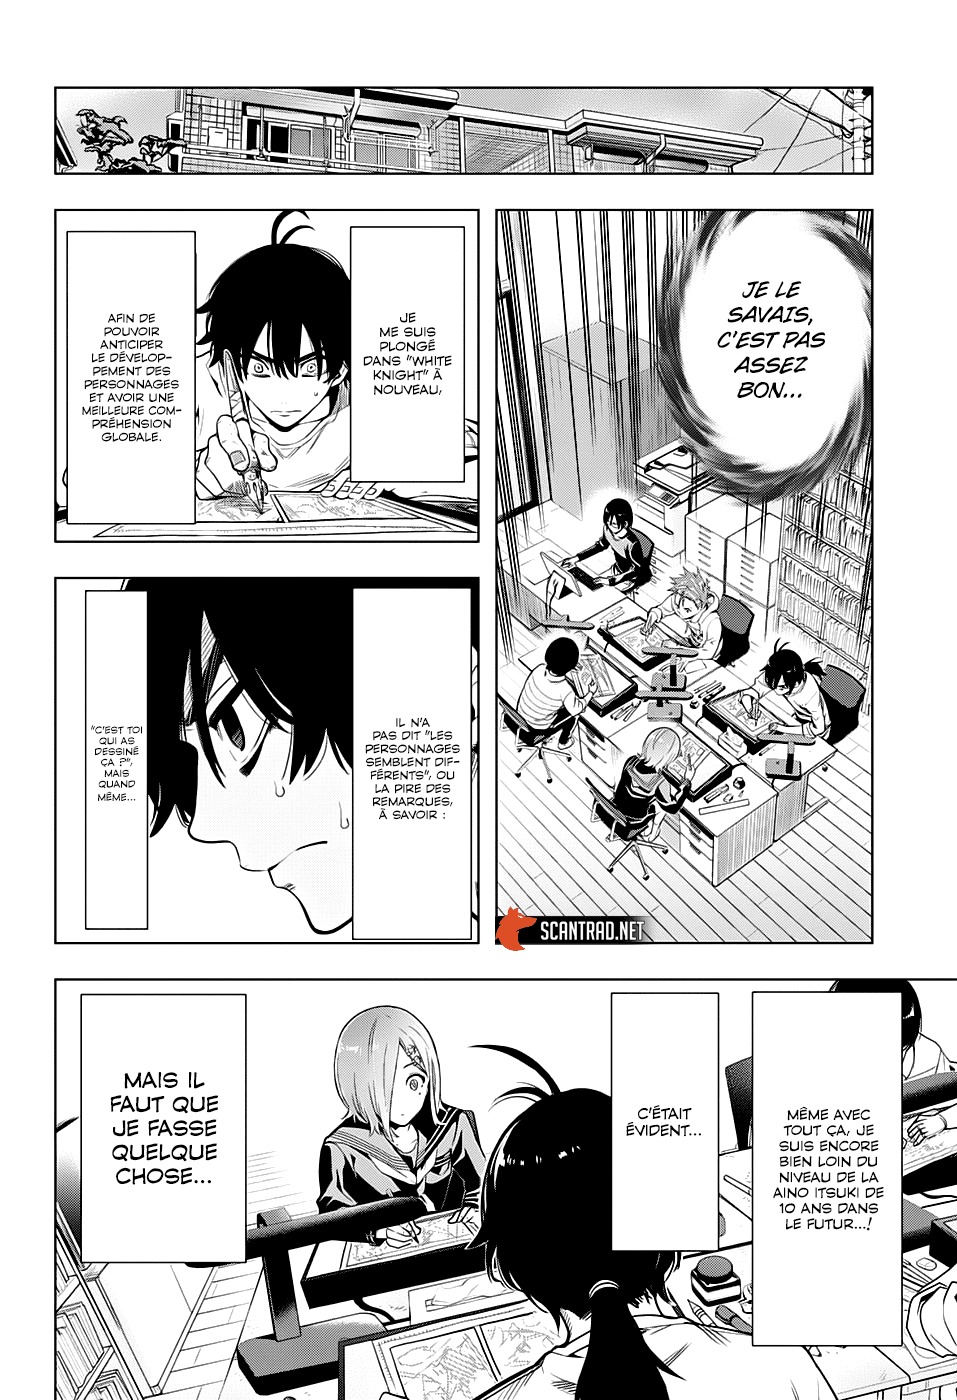 JE LE
SAVAIS,
C'EST PAS
ASSEZ
BON...
JE
ME SUIS
PLONGÉ
DANS "WHITE
KNIGHT" À
NOUVEAU,
AFIN DE
POUVOIR
ANTICIPER
LE DÉVELOP-
PEMENT DES
PERSONNAGES
ET AVOIR UNE
MEILLEURE COM-
PRÉHENSION
GLOBALE.
IL N'A
PAS DIT "LES
PERSONNAGES
SEMBLENT DIF-
FÉRENTS", OU
LA PIRE DES
REMARQUES,
À SAVOIR :
"C'EST TOI
QUI AS
DESSINÉ
ÇA ?",
MAIS
QUAND
MÊME...
SCANTRAD.NET
MÊME AVEC
TOUT ÇA, JE
SUIS ENCORE
BIEN LOIN DU
NIVEAU DE LA
AINO ITSUKI DE
10 ANS DANS
LE FUTUR...!
C'ÉTAIT
ÉVIDENT...
MAIS IL
FAUT QUE
JE FASSE
QUELQUE
CHOSE...